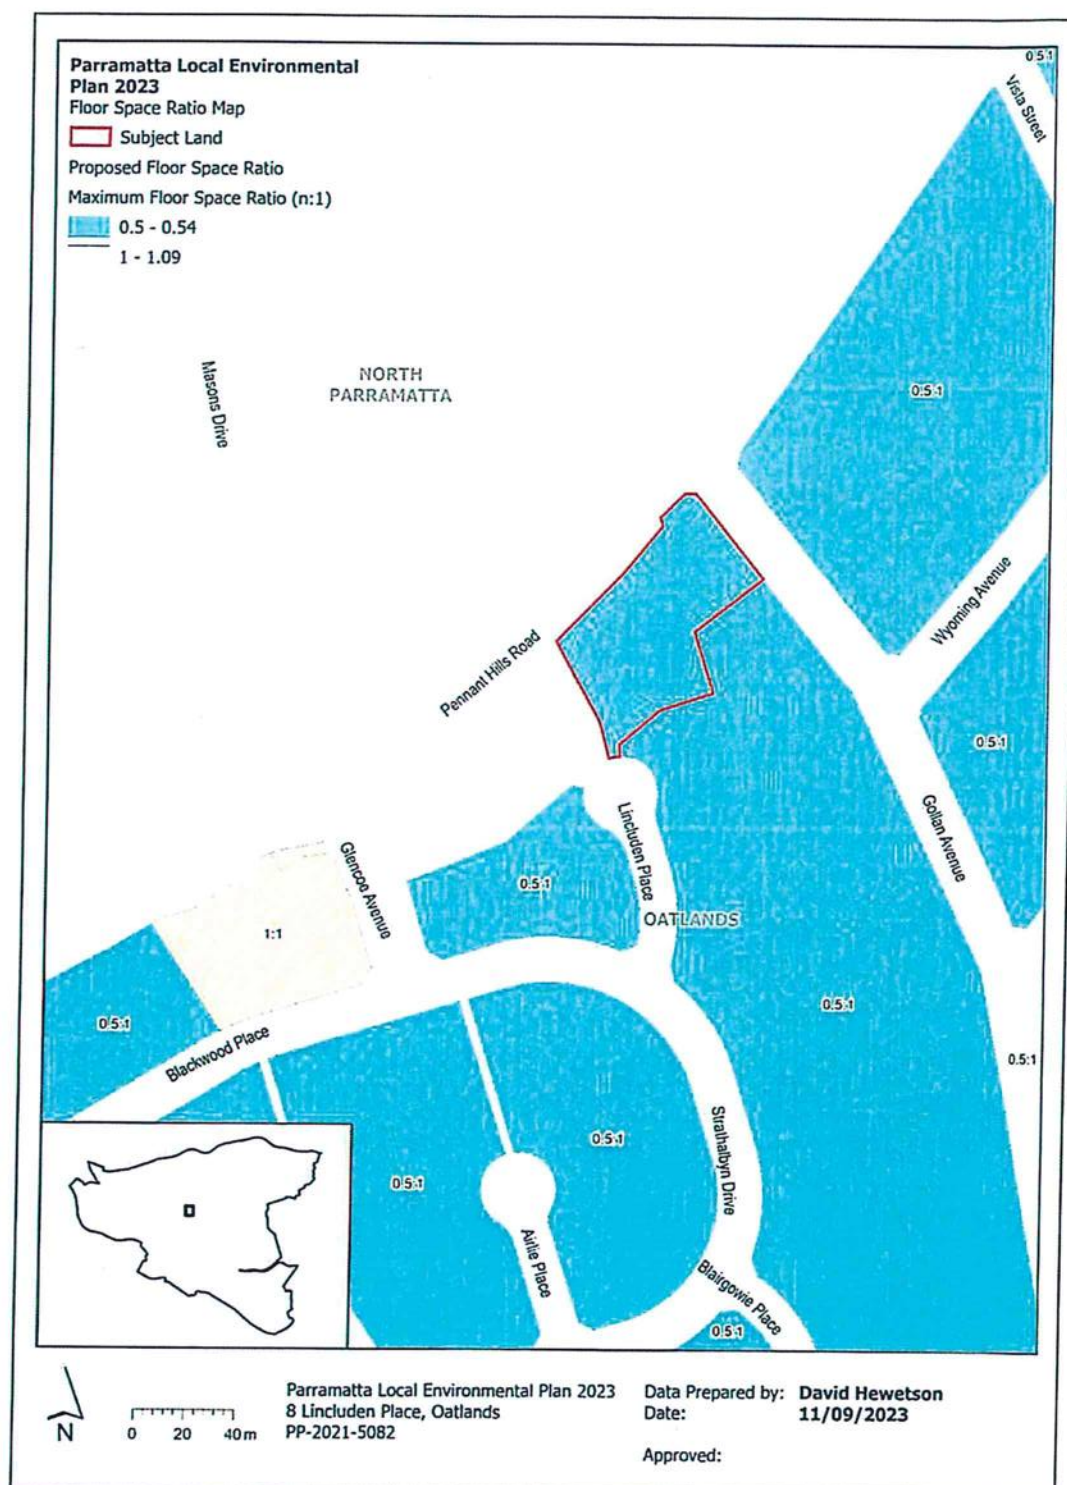 Parramatta Local Environmental
Plan 2023
Floor Space Ratio Map
Subject Land
Proposed Floor Space Ratio
Maximum Floor Space Ratio (n:1)
0.5 - 0.54
1 - 1.09
0.5:1
Vista Street
Masons Drive
NORTH
PARRAMATTA
0.5:1
Wyoming Avenue
Pennant Hills Road
0.5:1
Gollan Avenue
Lincluden Place
Glencoe Avenue
0.5:1
OATLANDS
1:1
0.5:1
0.5:1
0.5:1
Blackwood Place
Strathalbyn Drive
0.5:1
0.5:1
Airlie Place
Blairgowie Place
0.5:1
N
0 20 40 m
Parramatta Local Environmental Plan 2023
8 Lincluden Place, Oatlands
PP-2021-5082
Data Prepared by: David Hewetson
Date: 11/09/2023
Approved: